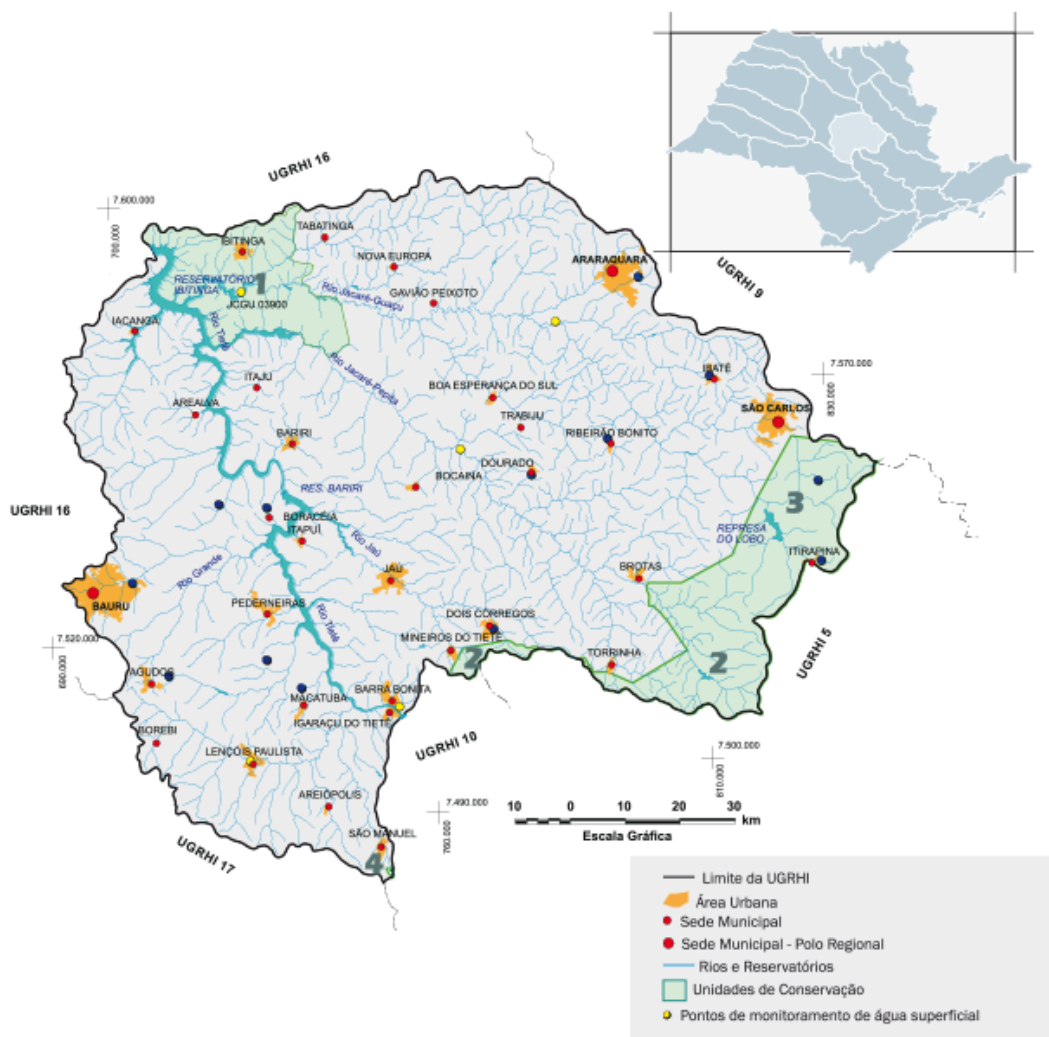 UGRHI 16
7.600.000
700.000
TABATINGA
IBITINGA
NOVA EUROPA
ARARAQUARA
UGRHI 9
RESERVATÓRIO
IBITINGA
1
JCGU 03900
Rio Jacaré-Guaçu
GAVIÃO PEIXOTO
IACANGA
Rio Tietê
Rio Jacaré-Pepira
ITAJU
BOA ESPERANÇA DO SUL
IBATÉ
7.570.000
830.000
AREALVA
TRABIJU
SÃO CARLOS
BARIRI
RIBEIRÃO BONITO
DOURADO
BOCAINA
RES. BARIRI
3
UGRHI 16
BORACÉIA
ITAPUÍ
REPRESA
DO LOBO
Rio Jaú
ITIRAPINA
Rio Grande
JAÚ
BROTAS
BAURU
PEDERNEIRAS
Rio Tietê
DOIS CÓRREGOS
MINEIROS DO TIETÊ
7.520.000
690.000
2
TORRINHA
2
UGRHI 5
AGUDOS
MACATUBA
BARRA BONITA
IGARAÇU DO TIETÊ
BOREBI
UGRHI 10
LENÇÓIS PAULISTA
7.500.000
810.000
AREIÓPOLIS
7.490.000
760.000
10 0 10 20 30 km
Escala Gráfica
SÃO MANUEL
4
UGRHI 17
Limite da UGRHI
Área Urbana
Sede Municipal
Sede Municipal - Polo Regional
Rios e Reservatórios
Unidades de Conservação
Pontos de monitoramento de água superficial